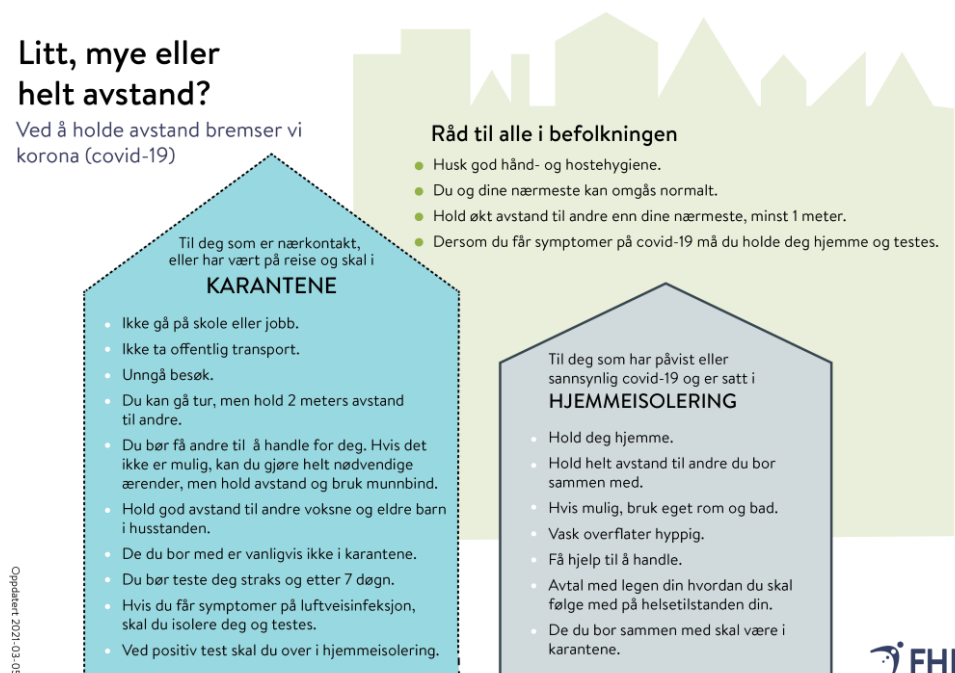 Litt, mye eller
helt avstand?
Ved å holde avstand bremser vi
korona (covid-19)
Råd til alle i befolkningen
Husk god hånd- og hostehygiene.
Du og dine nærmeste kan omgås normalt.
Hold økt avstand til andre enn dine nærmeste, minst 1 meter.
Dersom du får symptomer på covid-19 må du holde deg hjemme og testes.
Til deg som er nærkontakt,
eller har vært på reise og skal i
KARANTENE
Ikke gå på skole eller jobb.
Ikke ta offentlig transport.
Unngå besøk.
Du kan gå tur, men hold 2 meters avstand
til andre.
Du bør få andre til å handle for deg. Hvis det
ikke er mulig, kan du gjøre helt nødvendige
ærender, men hold avstand og bruk munnbind.
Hold god avstand til andre voksne og eldre barn
i husstanden.
De du bor med er vanligvis ikke i karantene.
Du bør teste deg straks og etter 7 døgn.
Hvis du får symptomer på luftveisinfeksjon,
skal du isolere deg og testes.
Ved positiv test skal du over i hjemmeisolering.
Til deg som har påvist eller
sannsynlig covid-19 og er satt i
HJEMMEISOLERING
Hold deg hjemme.
Hold helt avstand til andre du bor
sammen med.
Hvis mulig, bruk eget rom og bad.
Vask overflater hyppig.
Få hjelp til å handle.
Avtal med legen din hvordan du skal
følge med på helsetilstanden din.
De du bor sammen med skal være i
karantene.
Oppdatert 2021-03-05
FHI